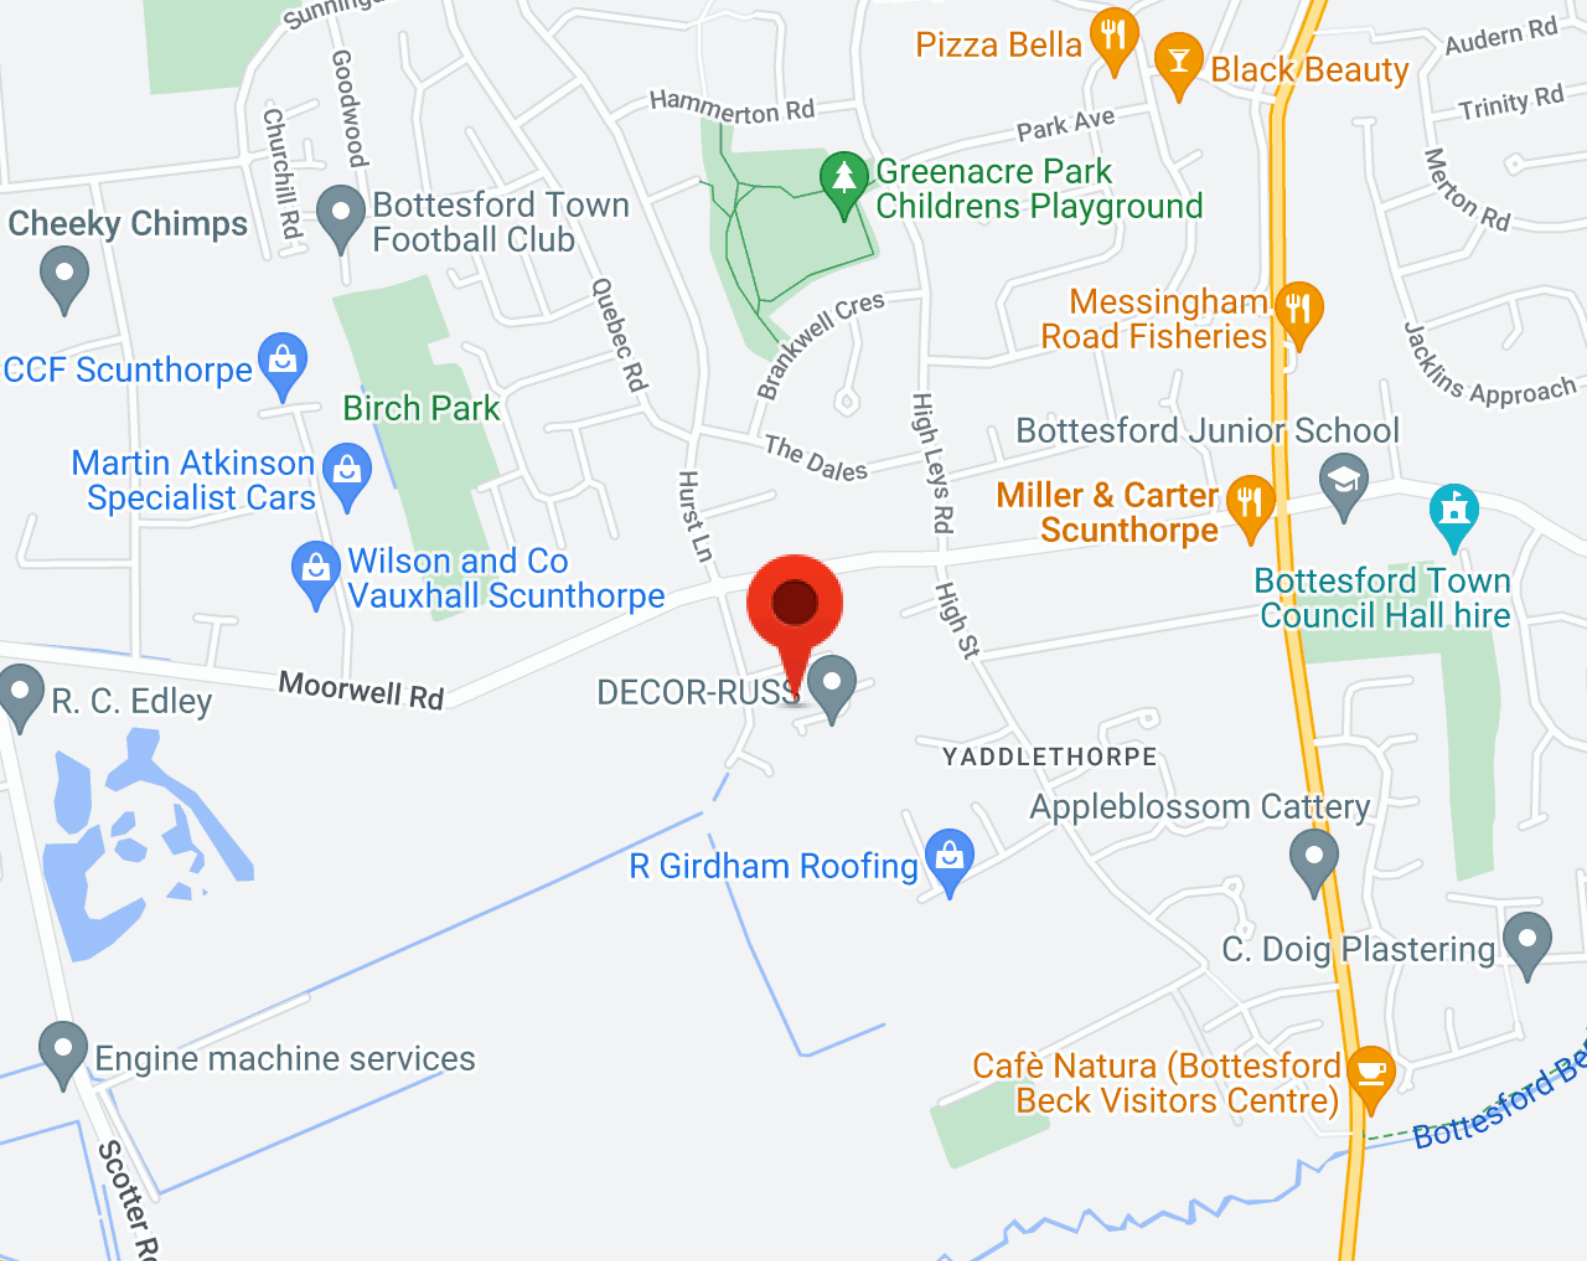 Sunning
Goodwood
Churchill Rd
Pizza Bella
Black Beauty
Audern Rd
Trinity Rd
Merton Rd
Hammerton Rd
Park Ave
Greenacre Park
Childrens Playground
Cheeky Chimps
Bottesford Town
Football Club
Quebec Rd
Brankwell Cres
Messingham
Road Fisheries
Jacklins Approach
CCF Scunthorpe
Birch Park
High Leys Rd
Bottesford Junior School
The Dales
Martin Atkinson
Specialist Cars
Hurst Ln
Miller & Carter
Scunthorpe
Wilson and Co
Vauxhall Scunthorpe
Bottesford Town
Council Hall hire
High St
Moorwell Rd
R. C. Edley
DECOR-RUSS
YADDLETHORPE
Appleblossom Cattery
R Girdham Roofing
C. Doig Plastering
Engine machine services
Cafè Natura (Bottesford
Beck Visitors Centre)
Bottesford Be
Scotter R